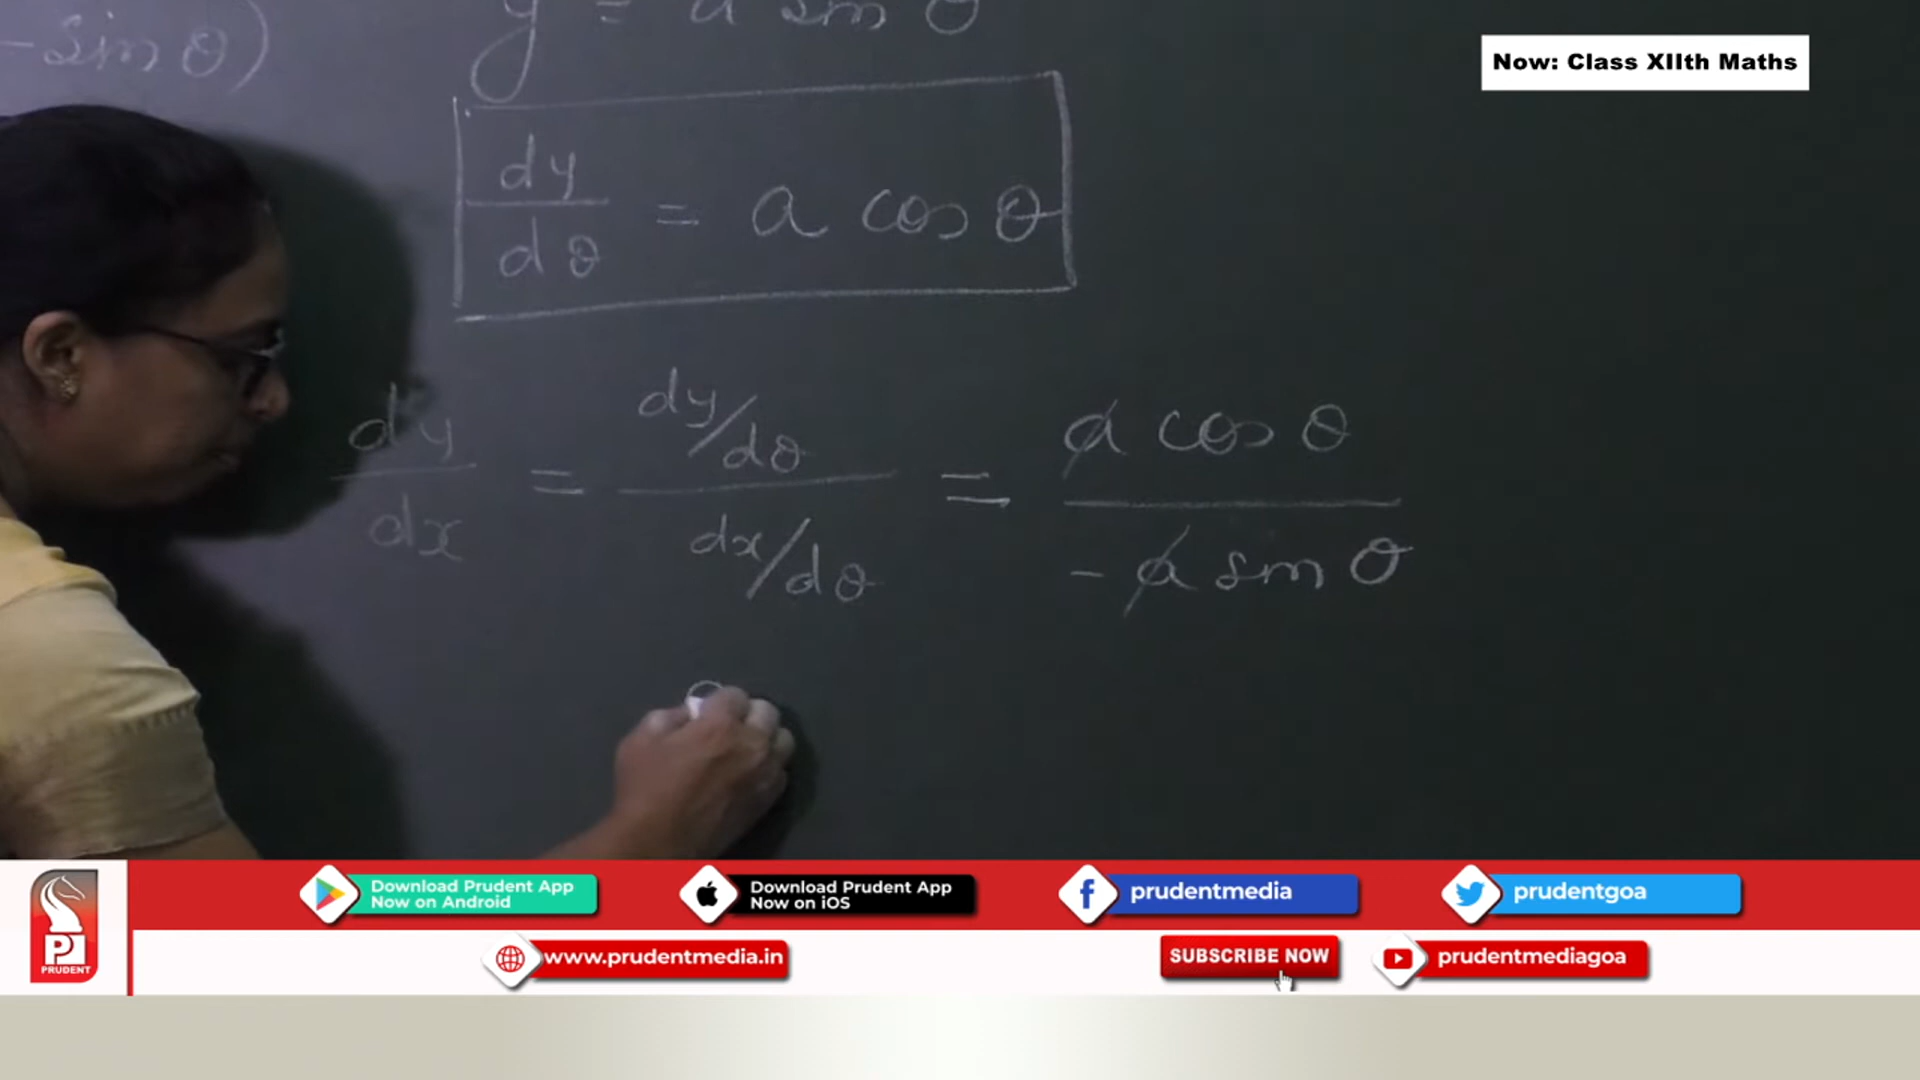 y = a sin θ
- sin θ)
Now: Class XIIth Maths
dy/dθ = a cos θ
dy/dx = dy/dθ / dx/dθ = a cos θ / - a sin θ
Download Prudent App
Now on Android
Download Prudent App
Now on iOS
prudentmedia
prudentgoa
PRUDENT
www.prudentmedia.in
SUBSCRIBE NOW
prudentmediagoa